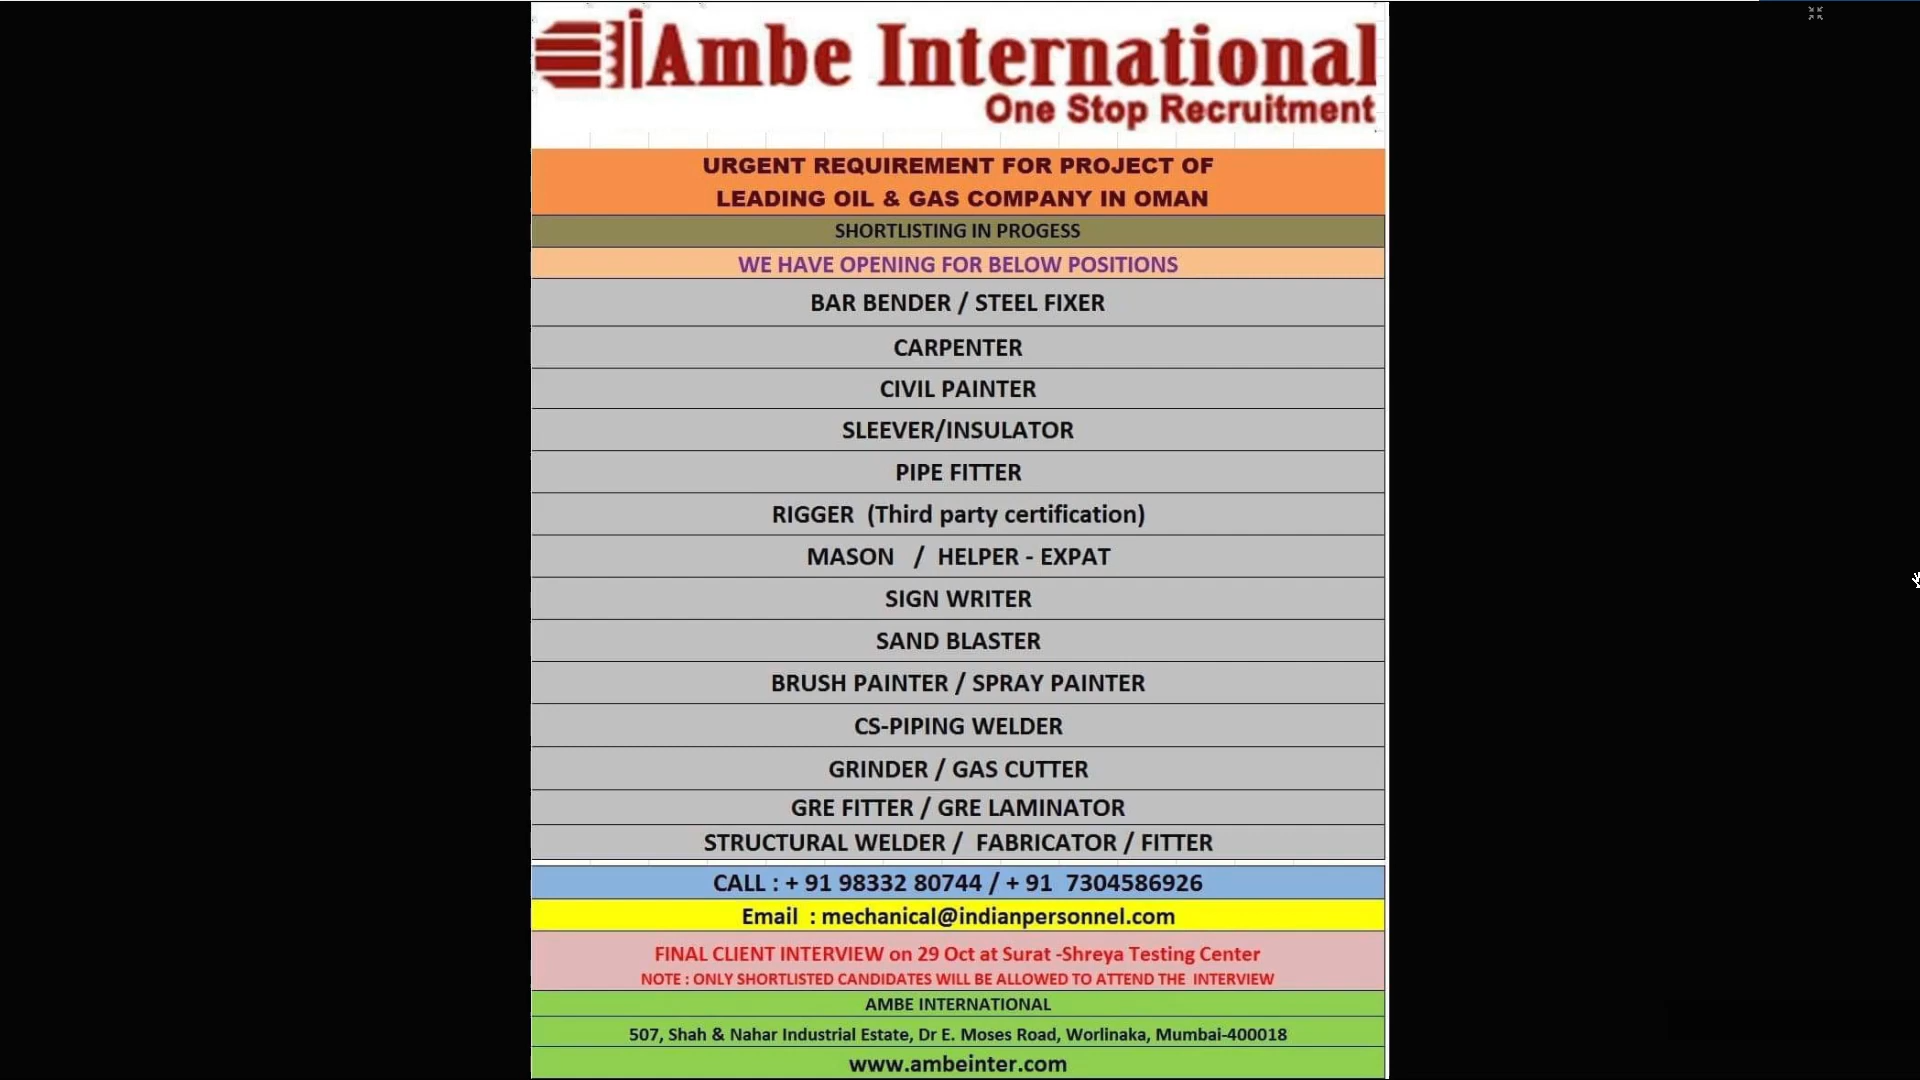 Ambe International
One Stop Recruitment
URGENT REQUIREMENT FOR PROJECT OF
LEADING OIL & GAS COMPANY IN OMAN
SHORTLISTING IN PROGESS
WE HAVE OPENING FOR BELOW POSITIONS
BAR BENDER / STEEL FIXER
CARPENTER
CIVIL PAINTER
SLEEVER/INSULATOR
PIPE FITTER
RIGGER (Third party certification)
MASON / HELPER - EXPAT
SIGN WRITER
SAND BLASTER
BRUSH PAINTER / SPRAY PAINTER
CS-PIPING WELDER
GRINDER / GAS CUTTER
GRE FITTER / GRE LAMINATOR
STRUCTURAL WELDER / FABRICATOR / FITTER
CALL : + 91 98332 80744 / + 91 7304586926
Email : mechanical@indianpersonnel.com
FINAL CLIENT INTERVIEW on 29 Oct at Surat -Shreya Testing Center
NOTE : ONLY SHORTLISTED CANDIDATES WILL BE ALLOWED TO ATTEND THE INTERVIEW
AMBE INTERNATIONAL
507, Shah & Nahar Industrial Estate, Dr E. Moses Road, Worlinaka, Mumbai-400018
www.ambeinter.com